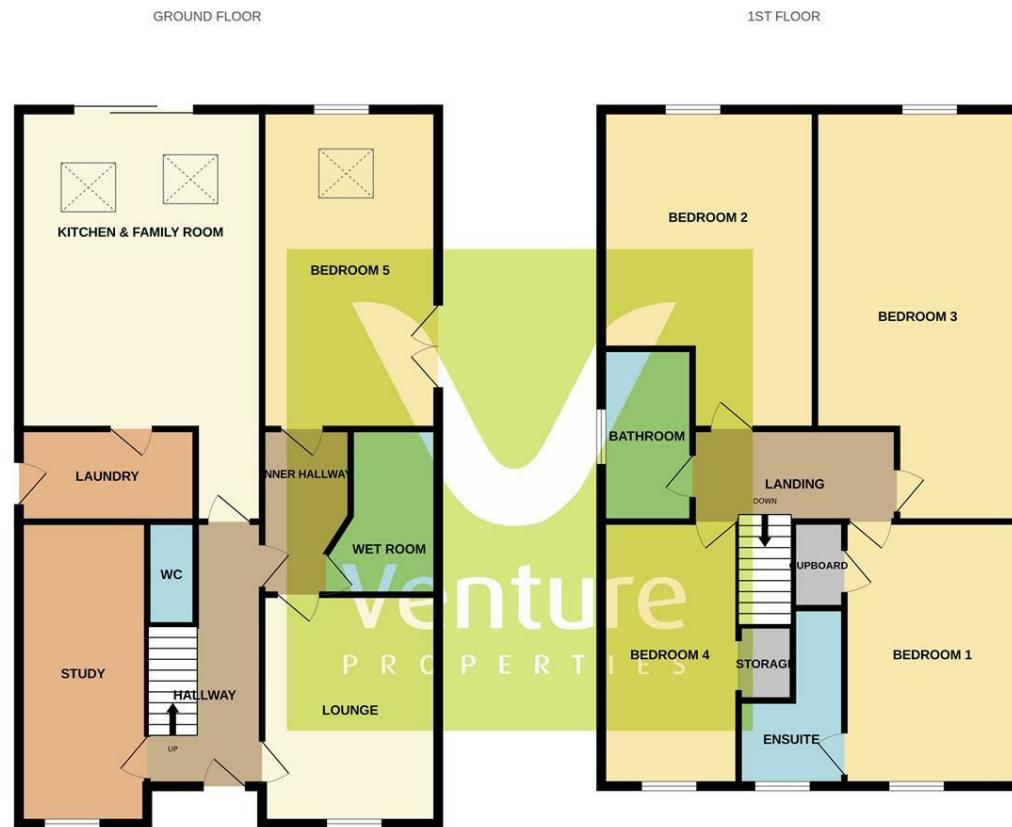 GROUND FLOOR
1ST FLOOR
KITCHEN & FAMILY ROOM
BEDROOM 5
LAUNDRY
INNER HALLWAY
WC
WET ROOM
STUDY
HALLWAY
UP
LOUNGE
BEDROOM 2
BEDROOM 3
BATHROOM
LANDING
DOWN
CUPBOARD
BEDROOM 4
STORAGE
BEDROOM 1
ENSUITE
Venture
PROPERTIES